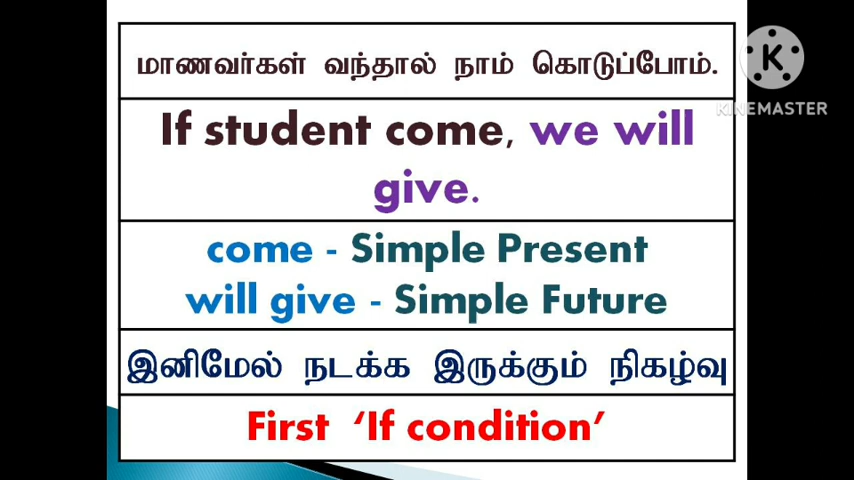 மாணவர்கள் வந்தால் நாம் கொடுப்போம்.
KINEMASTER
If student come, we will
give.
come - Simple Present
will give - Simple Future
இனிமேல் நடக்க இருக்கும் நிகழ்வு
First ‘If condition’